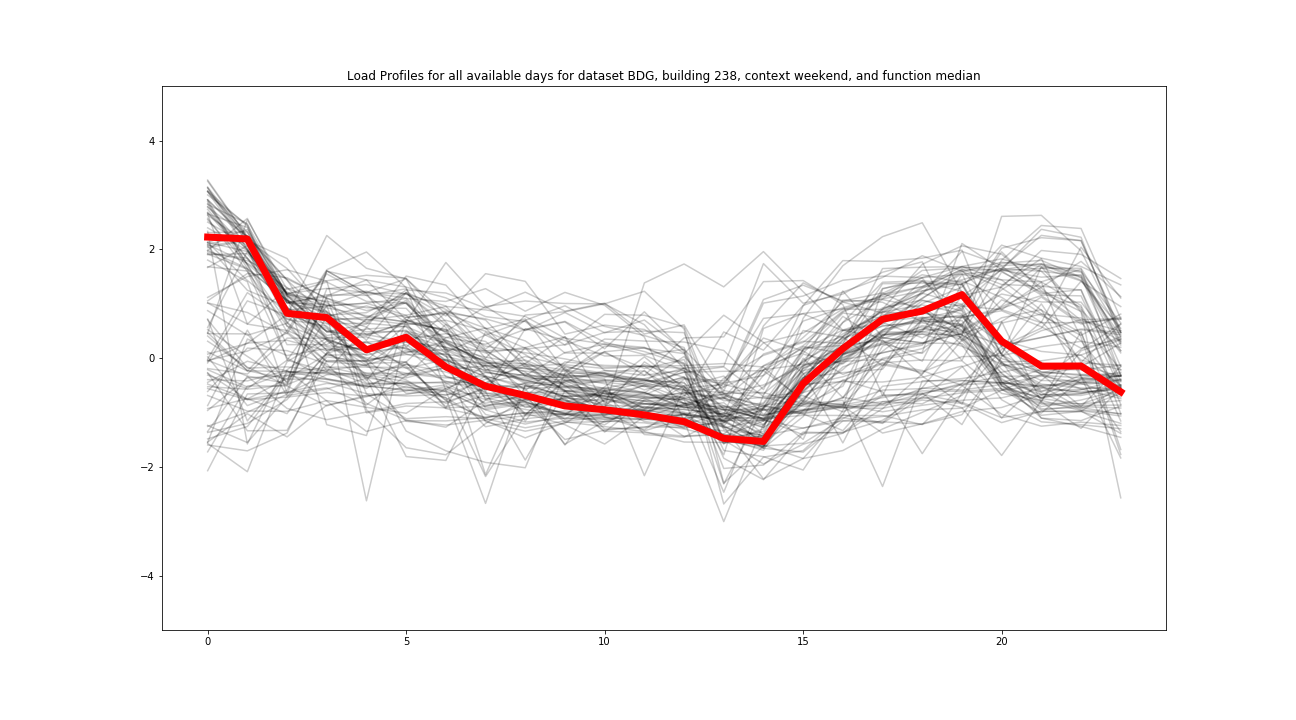 Load Profiles for all available days for dataset BDG, building 238, context weekend, and function median
4
2
0
−2
−4
0 5 10 15 20